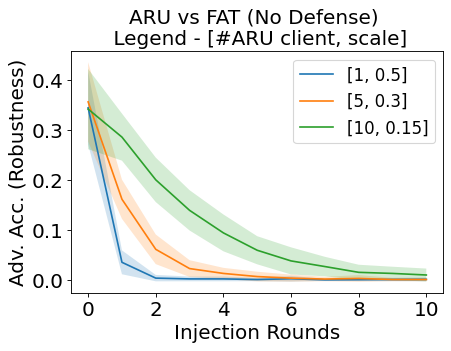 ARU vs FAT (No Defense)
Legend - [#ARU client, scale]
[1, 0.5]
[5, 0.3]
[10, 0.15]
Adv. Acc. (Robustness)
0.4
0.3
0.2
0.1
0.0
0 2 4 6 8 10
Injection Rounds